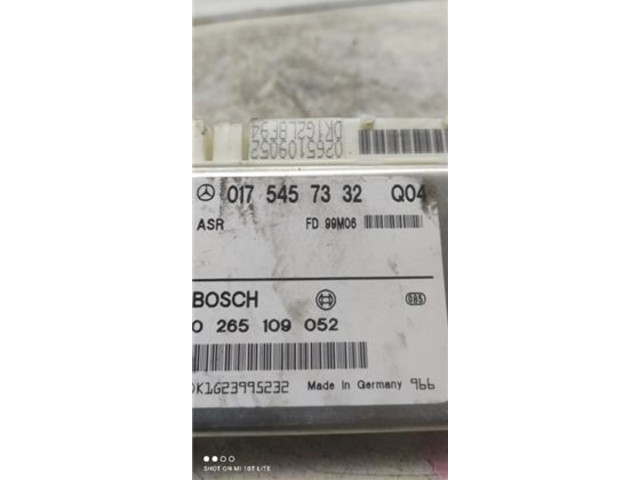 DK1G2L8F94
0265109052
017 545 73 32 Q04
ASR FD 99M06
BOSCH
0 265 109 052
DK1G23995232 Made in Germany 966
SHOT ON MI 10T LITE